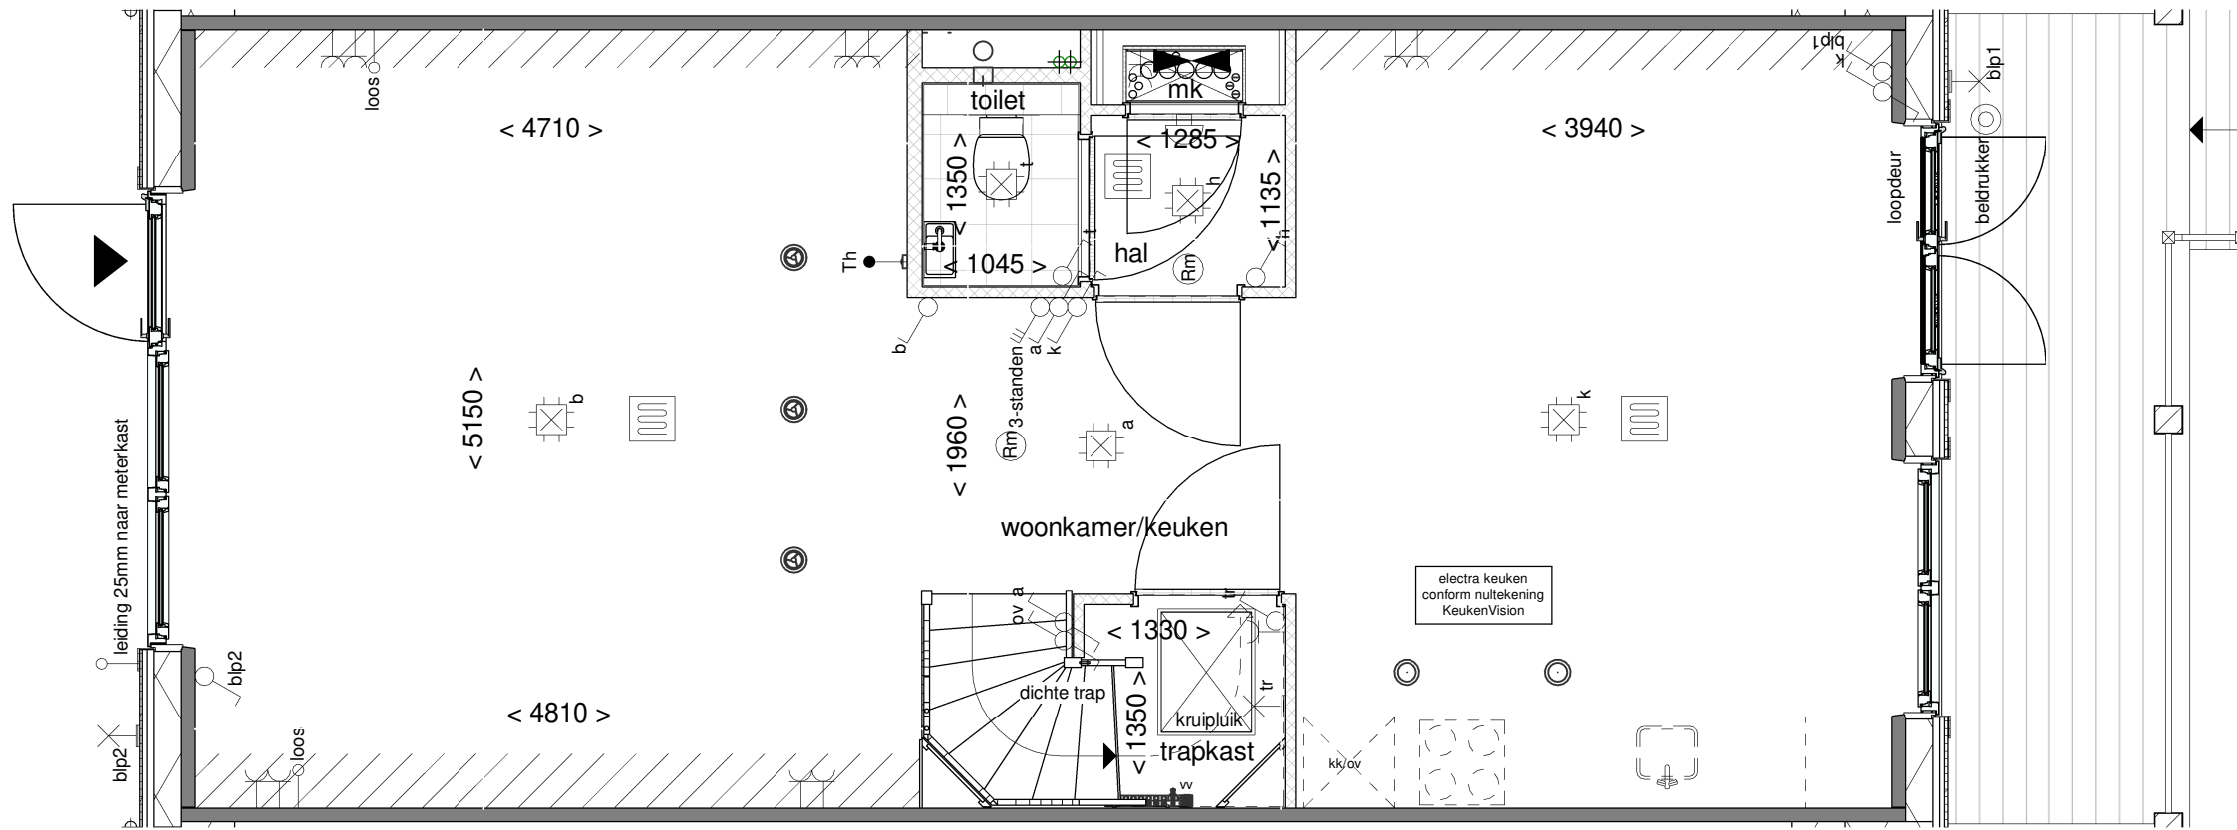 blp1
k
blp1
loos
toilet
mk
< 4710 >
< 1285 >
< 3940 >
< 1350 >
t
h
< 1135 >
loopdeur
beldrukker
t
h
hal
Th
< 1045 >
Rm
b
3-standen
a
k
b
k
< 5150 >
< 1960 >
Rm
a
leiding 25mm naar meterkast
woonkamer/keuken
electra keuken
conform nultekening
KeukenVision
ov
a
tr
< 1330 >
blp2
dichte trap
tr
< 4810 >
< 1350 >
kruipluik
trapkast
loos
blp2
kk/ov
vv